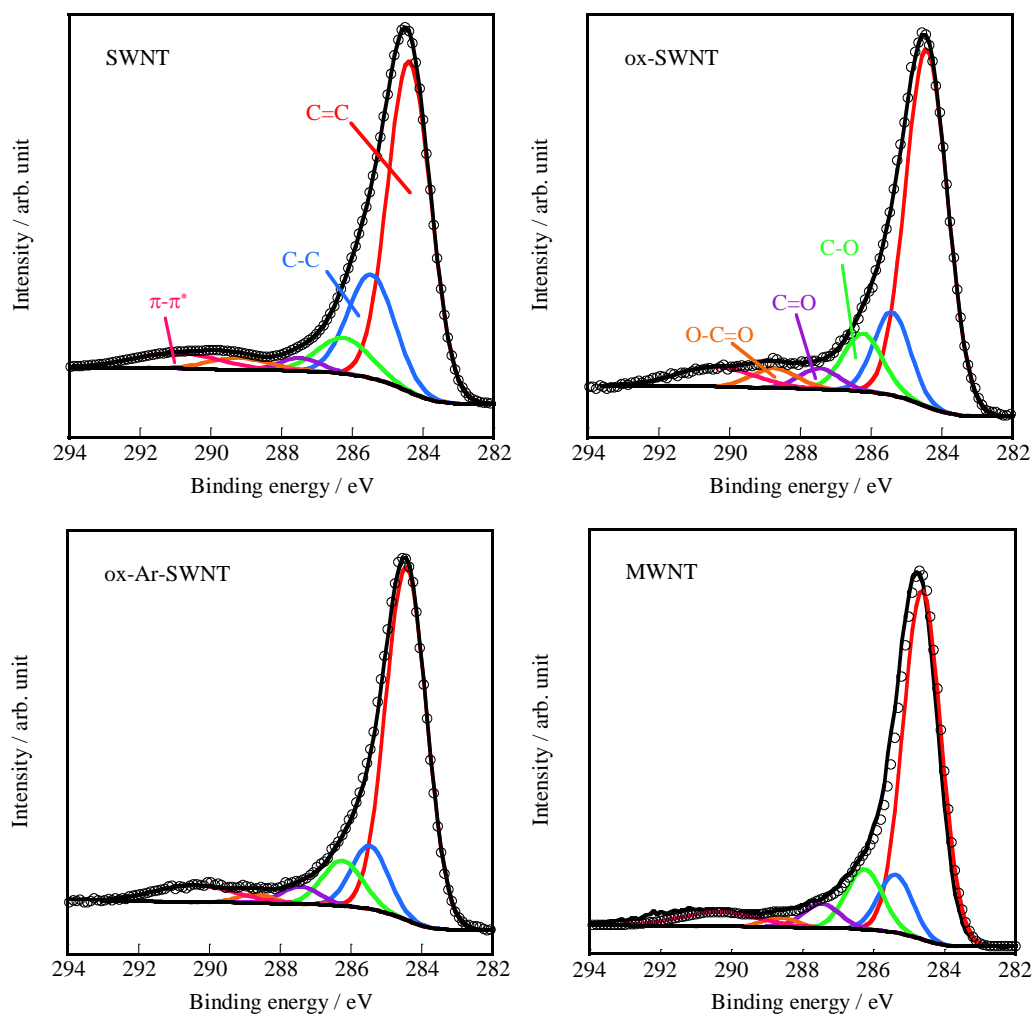 SWNT
C=C
C-C
π-π*
Intensity / arb. unit
294 292 290 288 286 284 282
Binding energy / eV
ox-SWNT
C-O
C=O
O-C=O
Intensity / arb. unit
294 292 290 288 286 284 282
Binding energy / eV
ox-Ar-SWNT
Intensity / arb. unit
294 292 290 288 286 284 282
Binding energy / eV
MWNT
Intensity / arb. unit
294 292 290 288 286 284 282
Binding energy / eV